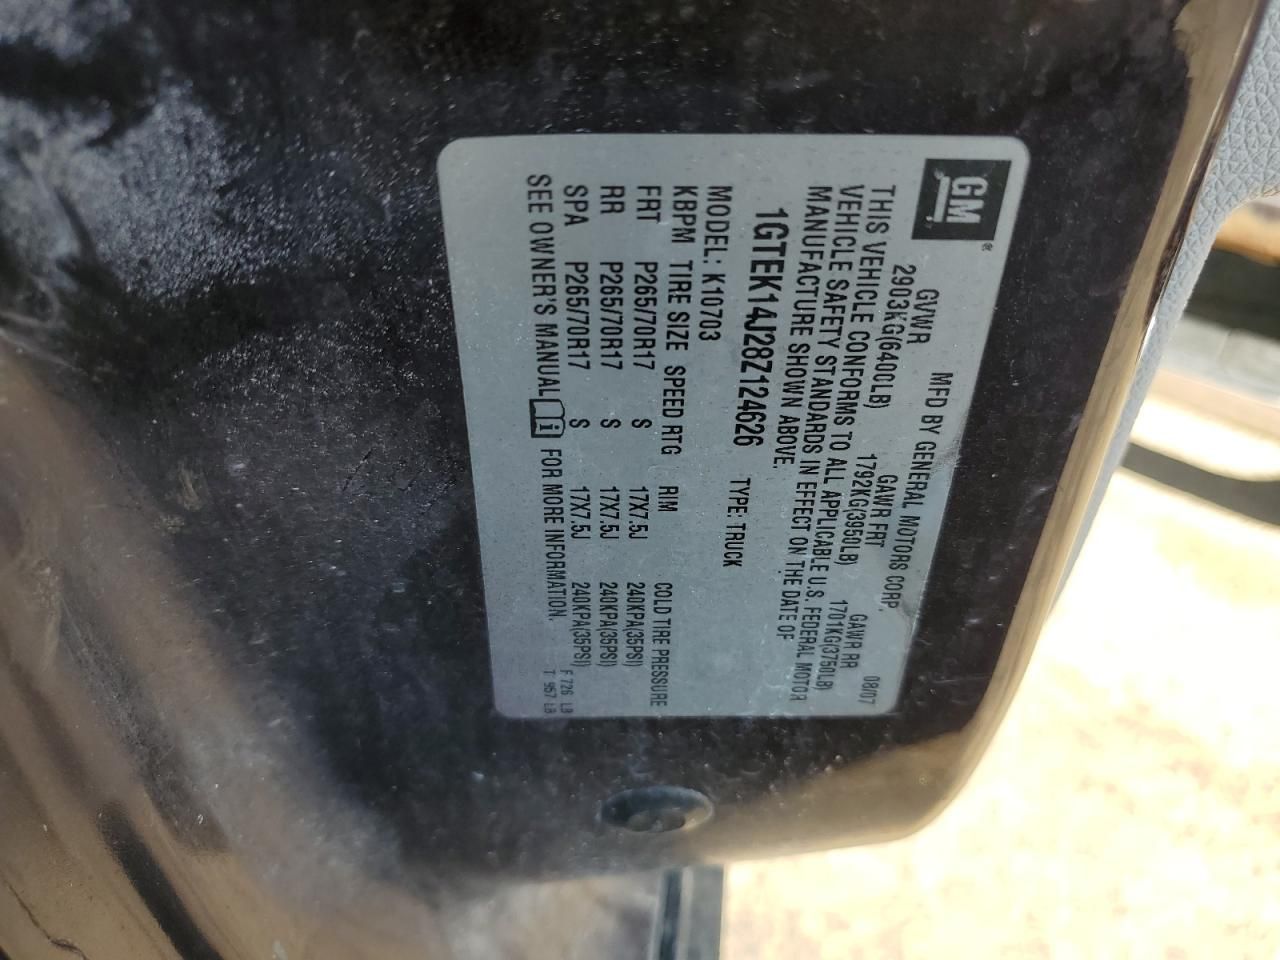 GM®
MFD BY GENERAL MOTORS CORP. 08/07
GVWR GAWR FRT GAWR RR
2903KG(6400LB) 1792KG(3950LB) 1701KG(3750LB)
THIS VEHICLE CONFORMS TO ALL APPLICABLE U.S. FEDERAL MOTOR
VEHICLE SAFETY STANDARDS IN EFFECT ON THE DATE OF
MANUFACTURE SHOWN ABOVE.
1GTEK14J28Z124626 TYPE: TRUCK
MODEL: K10703
KBPM TIRE SIZE SPEED RTG RIM COLD TIRE PRESSURE
FRT P265/70R17 S 17X7.5J 240KPA(35PSI)
RR P265/70R17 S 17X7.5J 240KPA(35PSI)
SPA P265/70R17 S 17X7.5J 240KPA(35PSI)
SEE OWNER'S MANUAL FOR MORE INFORMATION.
F 726 LB
T 957 LB